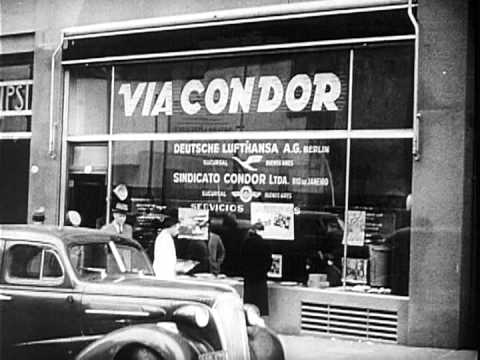 VIA CONDOR
DEUTSCHE LUFTHANSA A.G. BERLIN
SUCURSAL BUENOS AIRES
SINDICATO CONDOR LTDA. RIO DE JANEIRO
SUCURSAL BUENOS AIRES
SERVICIOS